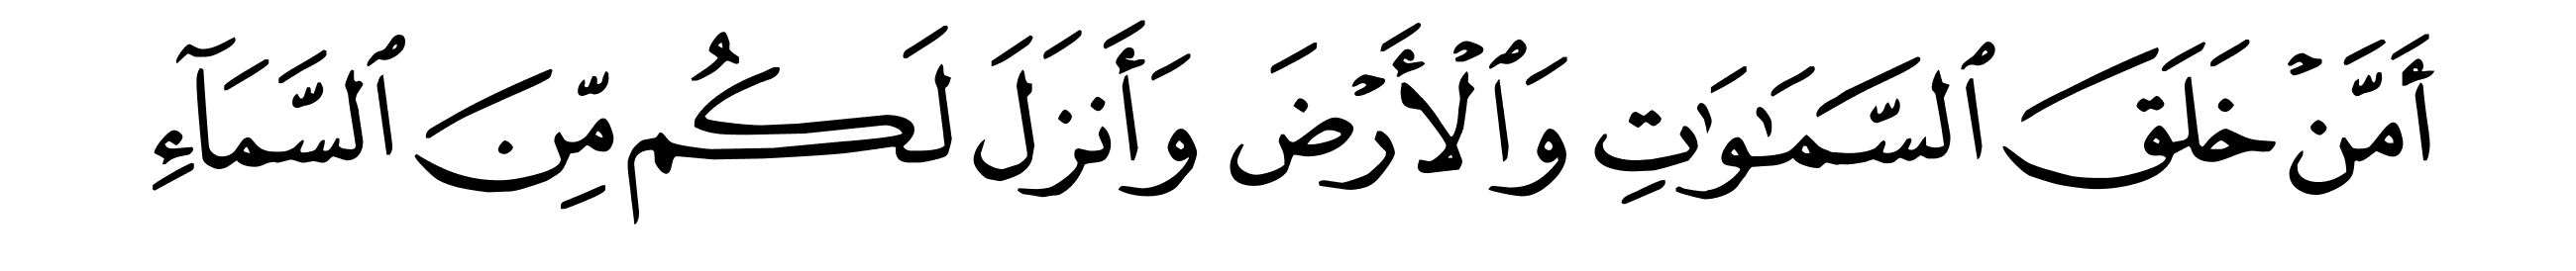 أَمَّنْ خَلَقَ ٱلسَّمَٰوَٰتِ وَٱلْأَرْضَ وَأَنزَلَ لَكُم مِّنَ ٱلسَّمَآءِ